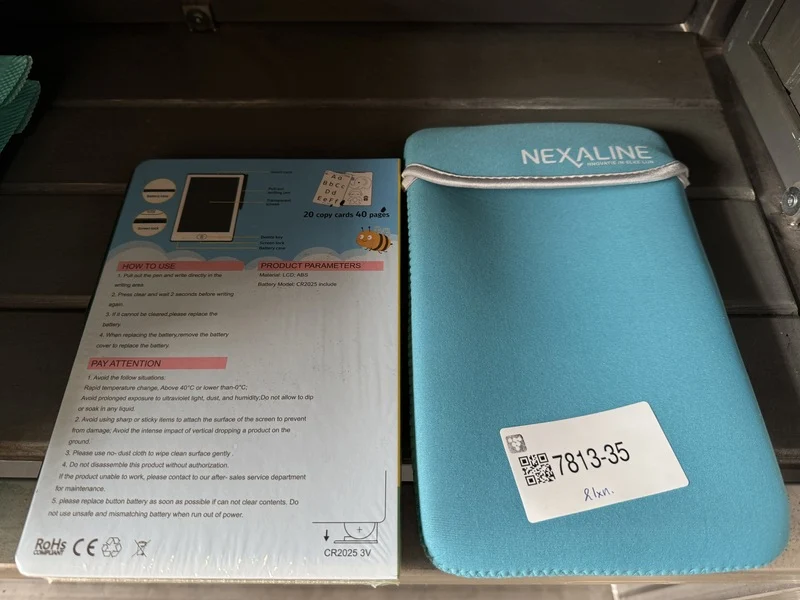 Aa
BbCc
Dd
EeFf
20 copy cards 40 pages
HOW TO USE
1. Pull out the pen and write directly in the
writing area
2. Press clear and wait 2 seconds before writing
again.
3. If it cannot be cleared.please replace the
battery.
4. When replacing the battery,remove the battery
cover to replace the battery.
PRODUCT PARAMETERS
Material: LCD: ABS
Battery Model: CR2025 Include
PAY ATTENTION
1. Avoid the follow situations:
Rapid temperature change, Above 40°C or lower than-0°C;
Avoid prolonged exposure to ultraviolet light, dust, and humidity;Do not allow to dip
or soak in any liquid.
2. Avoid using sharp or sticky items to attach the surface of the screen to prevent
from damage; Avoid the intense impact of vertical dropping a product on the
ground.
3. Please use no- dust cloth to wipe clean surface gently .
4. Do not disassemble this product without authorization.
If the product unable to work, please contact to our after- sales service department
for maintenance.
5. please replace button battery as soon as possible if can not clear contents. Do
not use unsafe and mismatching battery when run out of power.
RoHS
COMPLIANT
CE
CR2025 3V
NEXALINE
7813-35